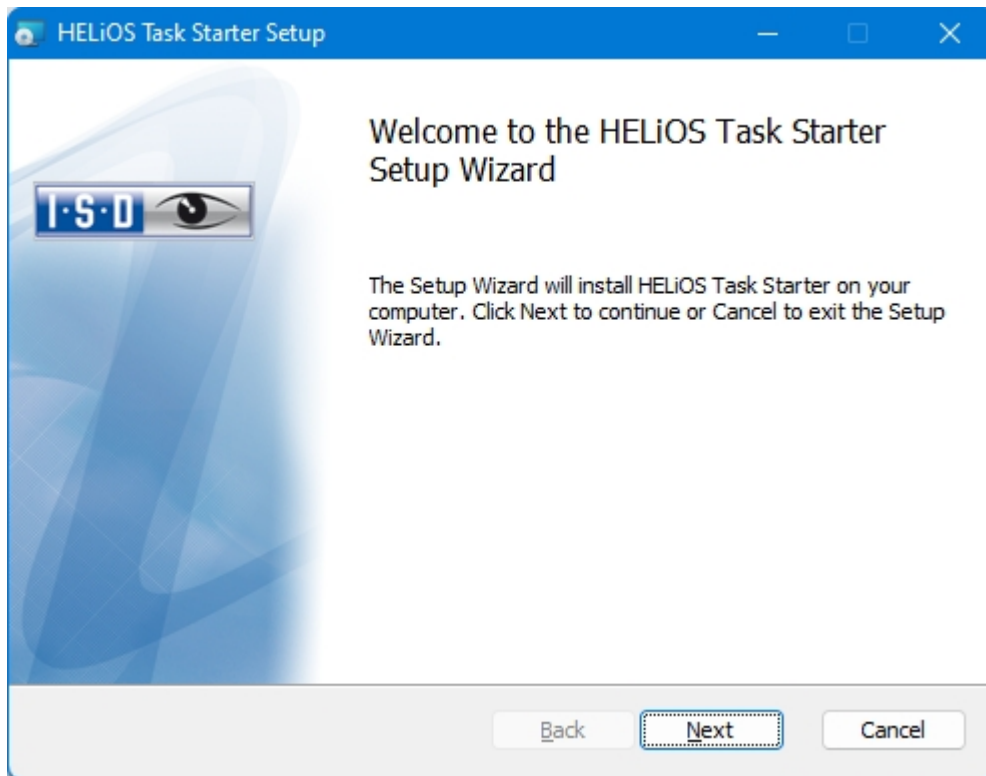 HELiOS Task Starter Setup
Welcome to the HELiOS Task Starter
Setup Wizard
I·S·D
The Setup Wizard will install HELiOS Task Starter on your
computer. Click Next to continue or Cancel to exit the Setup
Wizard.
Back Next Cancel